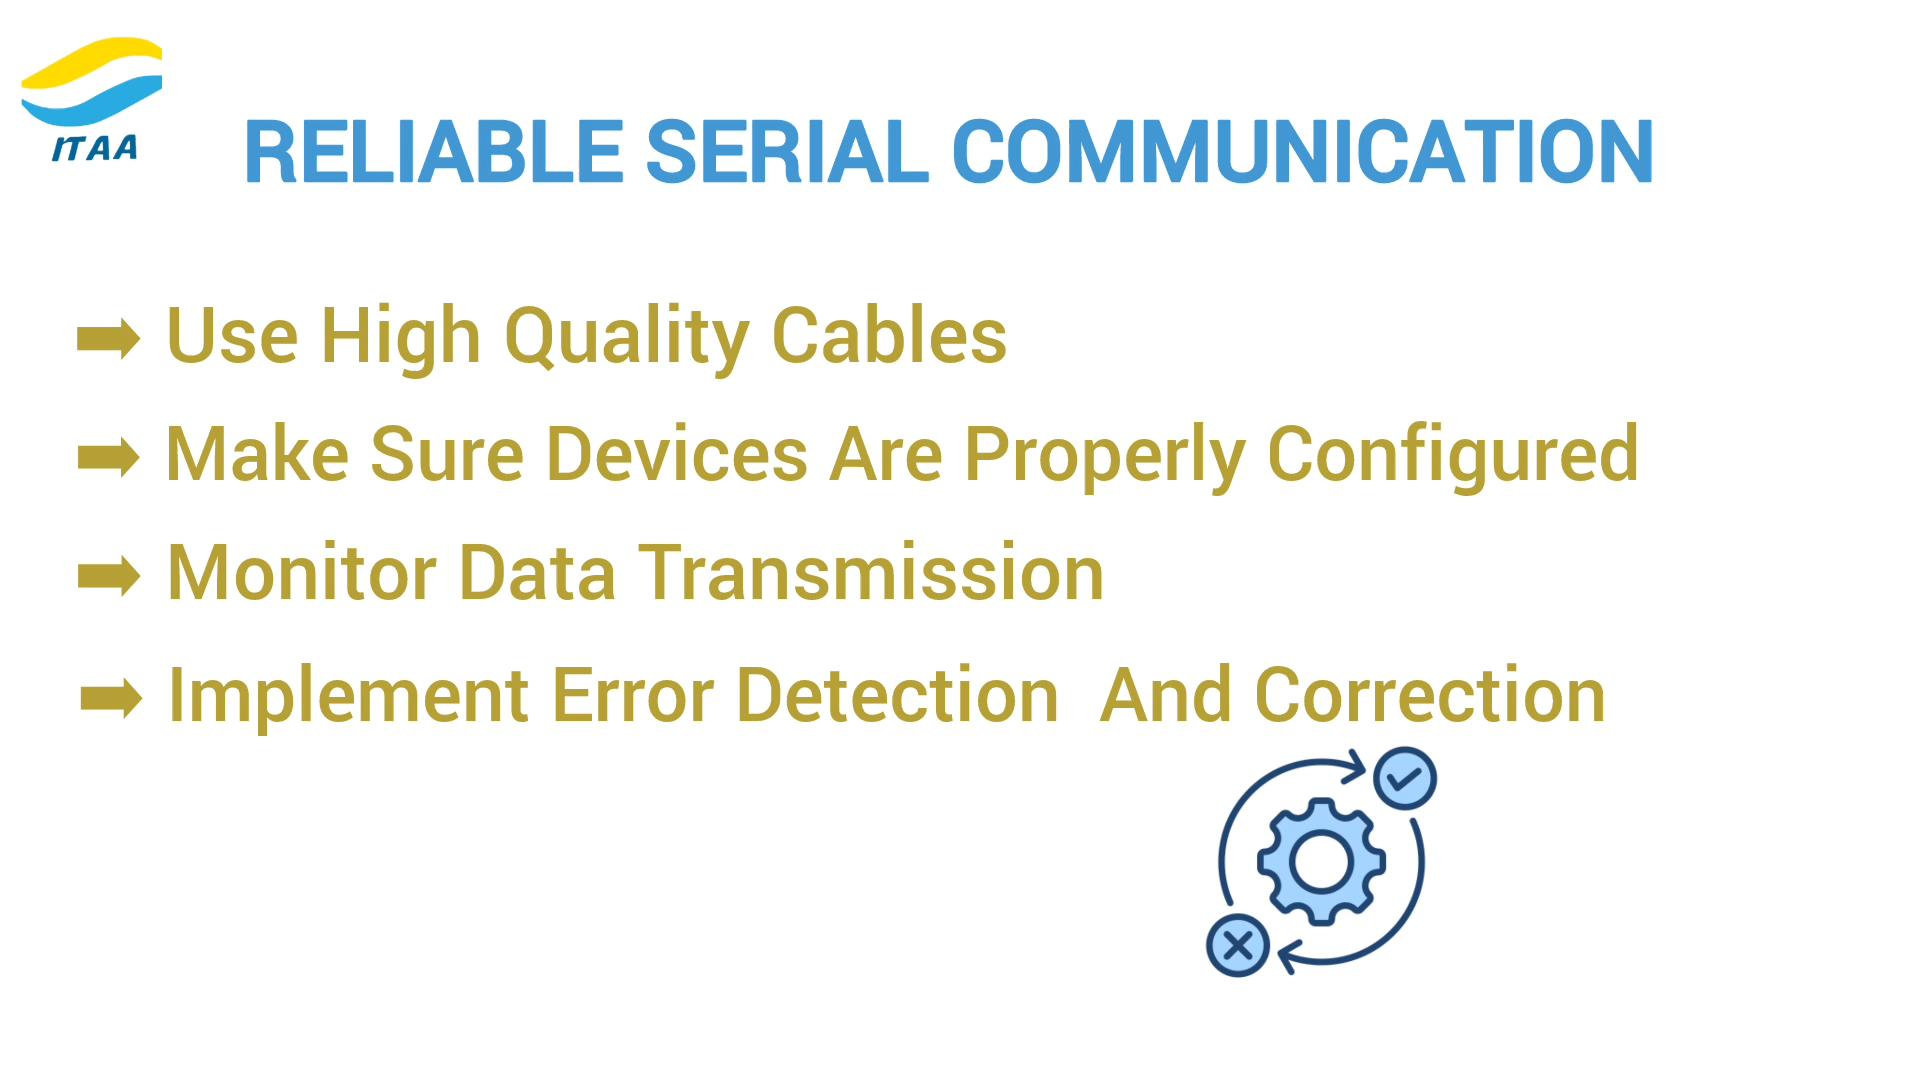 ITAA
RELIABLE SERIAL COMMUNICATION
Use High Quality Cables
Make Sure Devices Are Properly Configured
Monitor Data Transmission
Implement Error Detection  And Correction